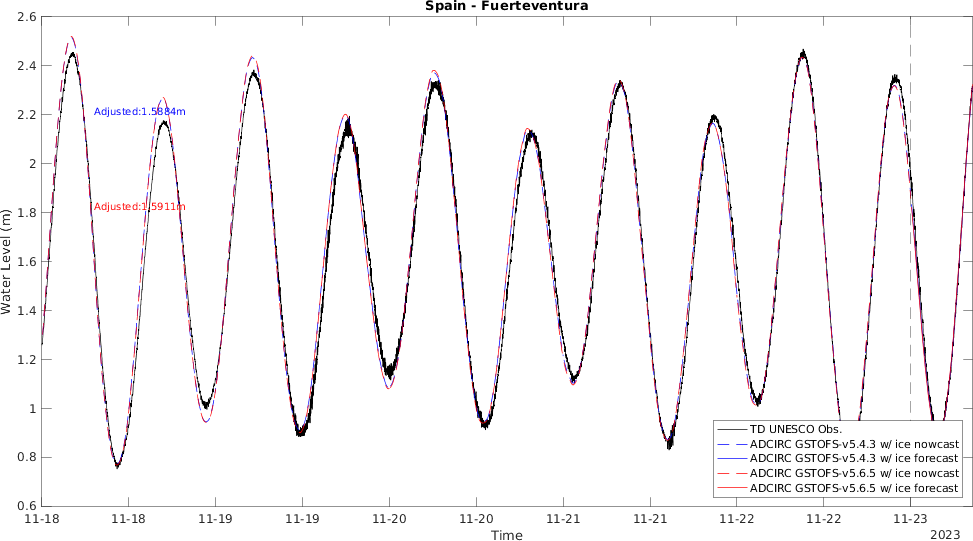 Spain - Fuerteventura
2.6
2.4
2.2
2
1.8
1.6
1.4
1.2
1
0.8
0.6
Water Level (m)
Adjusted:1.5884m
Adjusted:1.5911m
TD UNESCO Obs.
ADCIRC GSTOFS-v5.4.3 w/ ice nowcast
ADCIRC GSTOFS-v5.4.3 w/ ice forecast
ADCIRC GSTOFS-v5.6.5 w/ ice nowcast
ADCIRC GSTOFS-v5.6.5 w/ ice forecast
11-18 11-18 11-19 11-19 11-20 11-20 11-21 11-21 11-22 11-22 11-23
Time
2023